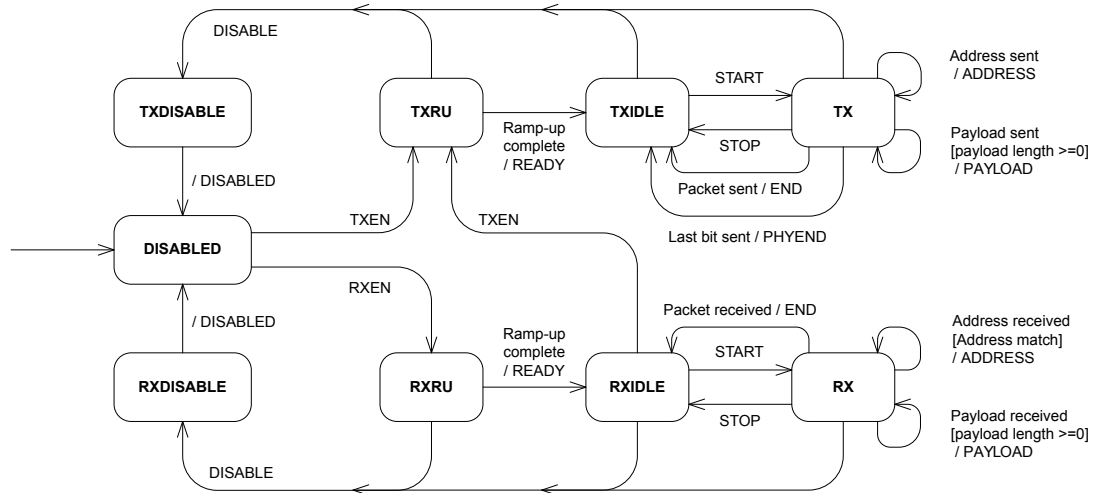 DISABLE
Address sent
/ ADDRESS
START
TXDISABLE
TXRU
TXIDLE
TX
Ramp-up
complete
/ READY
STOP
Payload sent
[payload length >=0]
/ PAYLOAD
/ DISABLED
Packet sent / END
TXEN
TXEN
Last bit sent / PHYEND
DISABLED
RXEN
Packet received / END
/ DISABLED
Ramp-up
complete
/ READY
START
Address received
[Address match]
/ ADDRESS
RXDISABLE
RXRU
RXIDLE
RX
STOP
Payload received
[payload length >=0]
/ PAYLOAD
DISABLE